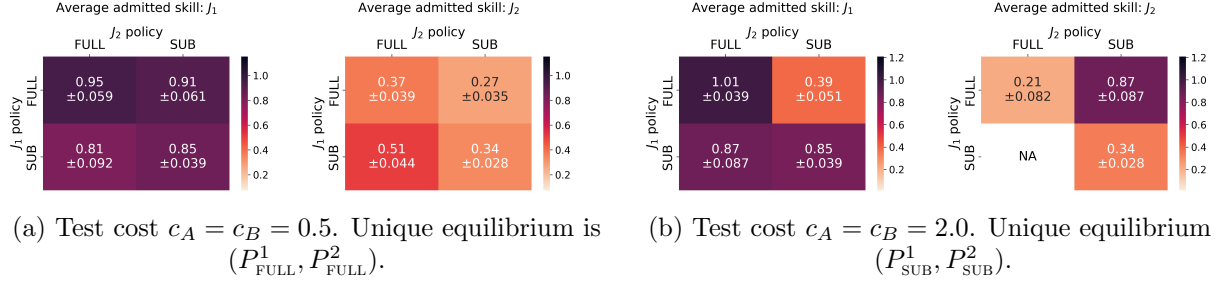 Average admitted skill: J₁
J₂ policy
FULL SUB
J₁ policy
FULL
SUB
0.95 ±0.059
0.91 ±0.061
0.81 ±0.092
0.85 ±0.039
1.0
0.8
0.6
0.4
0.2
Average admitted skill: J₂
J₂ policy
FULL SUB
J₁ policy
FULL
SUB
0.37 ±0.039
0.27 ±0.035
0.51 ±0.044
0.34 ±0.028
1.0
0.8
0.6
0.4
0.2
(a) Test cost c_A = c_B = 0.5. Unique equilibrium is
(P¹_FULL, P²_FULL).
Average admitted skill: J₁
J₂ policy
FULL SUB
J₁ policy
FULL
SUB
1.01 ±0.039
0.39 ±0.051
0.87 ±0.087
0.85 ±0.039
1.2
1.0
0.8
0.6
0.4
0.2
Average admitted skill: J₂
J₂ policy
FULL SUB
J₁ policy
FULL
SUB
0.21 ±0.082
0.87 ±0.087
NA
0.34 ±0.028
1.2
1.0
0.8
0.6
0.4
0.2
(b) Test cost c_A = c_B = 2.0. Unique equilibrium
(P¹_SUB, P²_SUB).